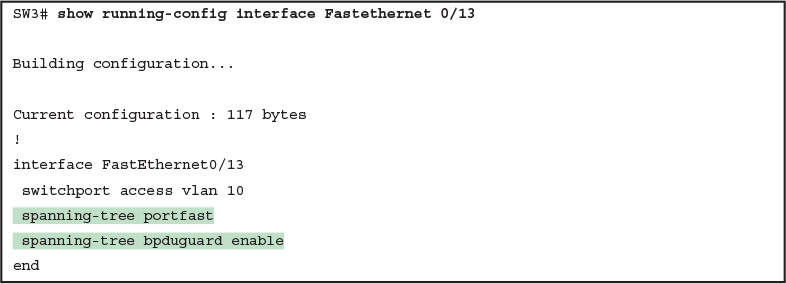 SW3# show running-config interface Fastethernet 0/13
Building configuration...
Current configuration : 117 bytes
!
interface FastEthernet0/13
 switchport access vlan 10
 spanning-tree portfast
 spanning-tree bpduguard enable
end